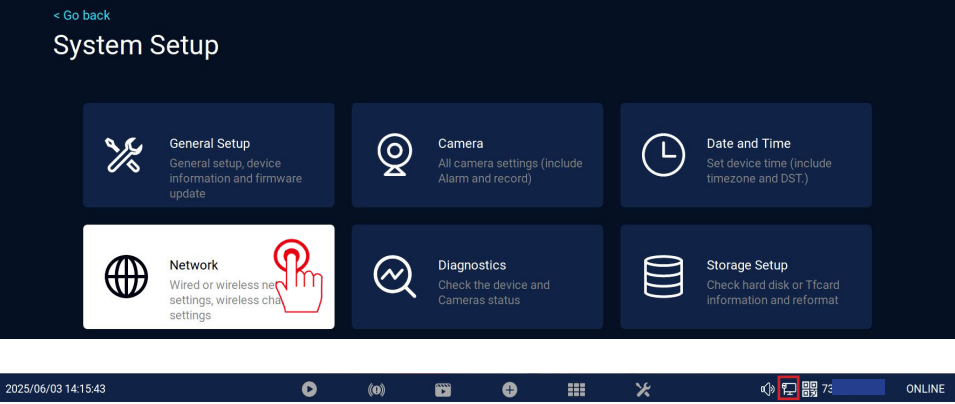 < Go back
System Setup
General Setup
General setup, device
information and firmware
update
Camera
All camera settings (include
Alarm and record)
Date and Time
Set device time (include
timezone and DST.)
Network
Wired or wireless
settings, wireless
settings
Diagnostics
Check the device and
Cameras status
Storage Setup
Check hard disk or Tfcard
information and reformat
2025/06/03 14:15:43
73
ONLINE